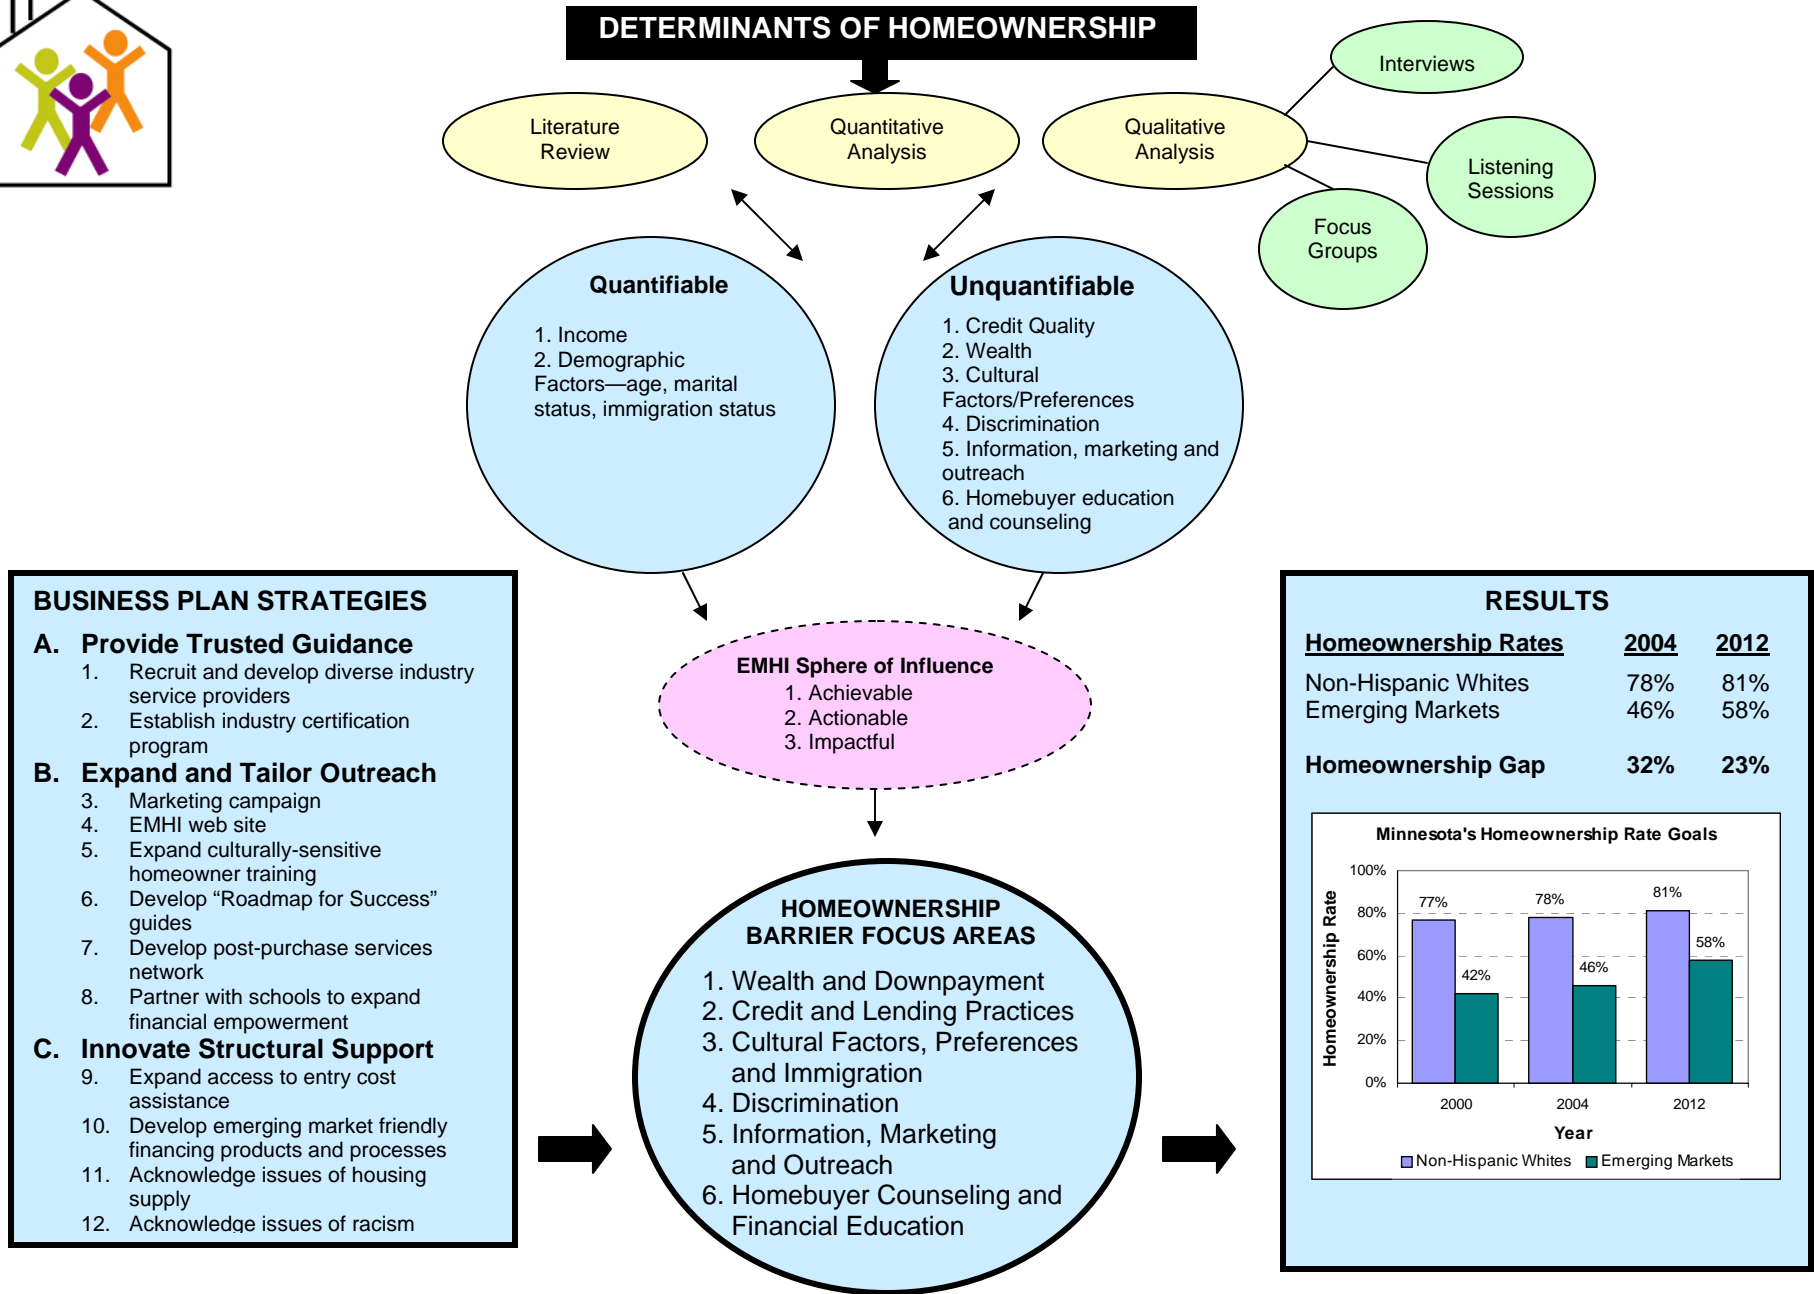 DETERMINANTS OF HOMEOWNERSHIP
Literature
Review
Quantitative
Analysis
Qualitative
Analysis
Interviews
Listening
Sessions
Focus
Groups
Quantifiable
1. Income
2. Demographic
Factors—age, marital
status, immigration status
Unquantifiable
1. Credit Quality
2. Wealth
3. Cultural
Factors/Preferences
4. Discrimination
5. Information, marketing and
outreach
6. Homebuyer education
and counseling
EMHI Sphere of Influence
1. Achievable
2. Actionable
3. Impactful
BUSINESS PLAN STRATEGIES
A. Provide Trusted Guidance
1. Recruit and develop diverse industry
service providers
2. Establish industry certification
program
B. Expand and Tailor Outreach
3. Marketing campaign
4. EMHI web site
5. Expand culturally-sensitive
homeowner training
6. Develop “Roadmap for Success”
guides
7. Develop post-purchase services
network
8. Partner with schools to expand
financial empowerment
C. Innovate Structural Support
9. Expand access to entry cost
assistance
10. Develop emerging market friendly
financing products and processes
11. Acknowledge issues of housing
supply
12. Acknowledge issues of racism
HOMEOWNERSHIP
BARRIER FOCUS AREAS
1. Wealth and Downpayment
2. Credit and Lending Practices
3. Cultural Factors, Preferences
and Immigration
4. Discrimination
5. Information, Marketing
and Outreach
6. Homebuyer Counseling and
Financial Education
RESULTS
Homeownership Rates 2004 2012
Non-Hispanic Whites 78% 81%
Emerging Markets 46% 58%
Homeownership Gap 32% 23%
Minnesota's Homeownership Rate Goals
Homeownership Rate
100%
80%
60%
40%
20%
0%
77%
42%
78%
46%
81%
58%
2000 2004 2012
Year
Non-Hispanic Whites Emerging Markets